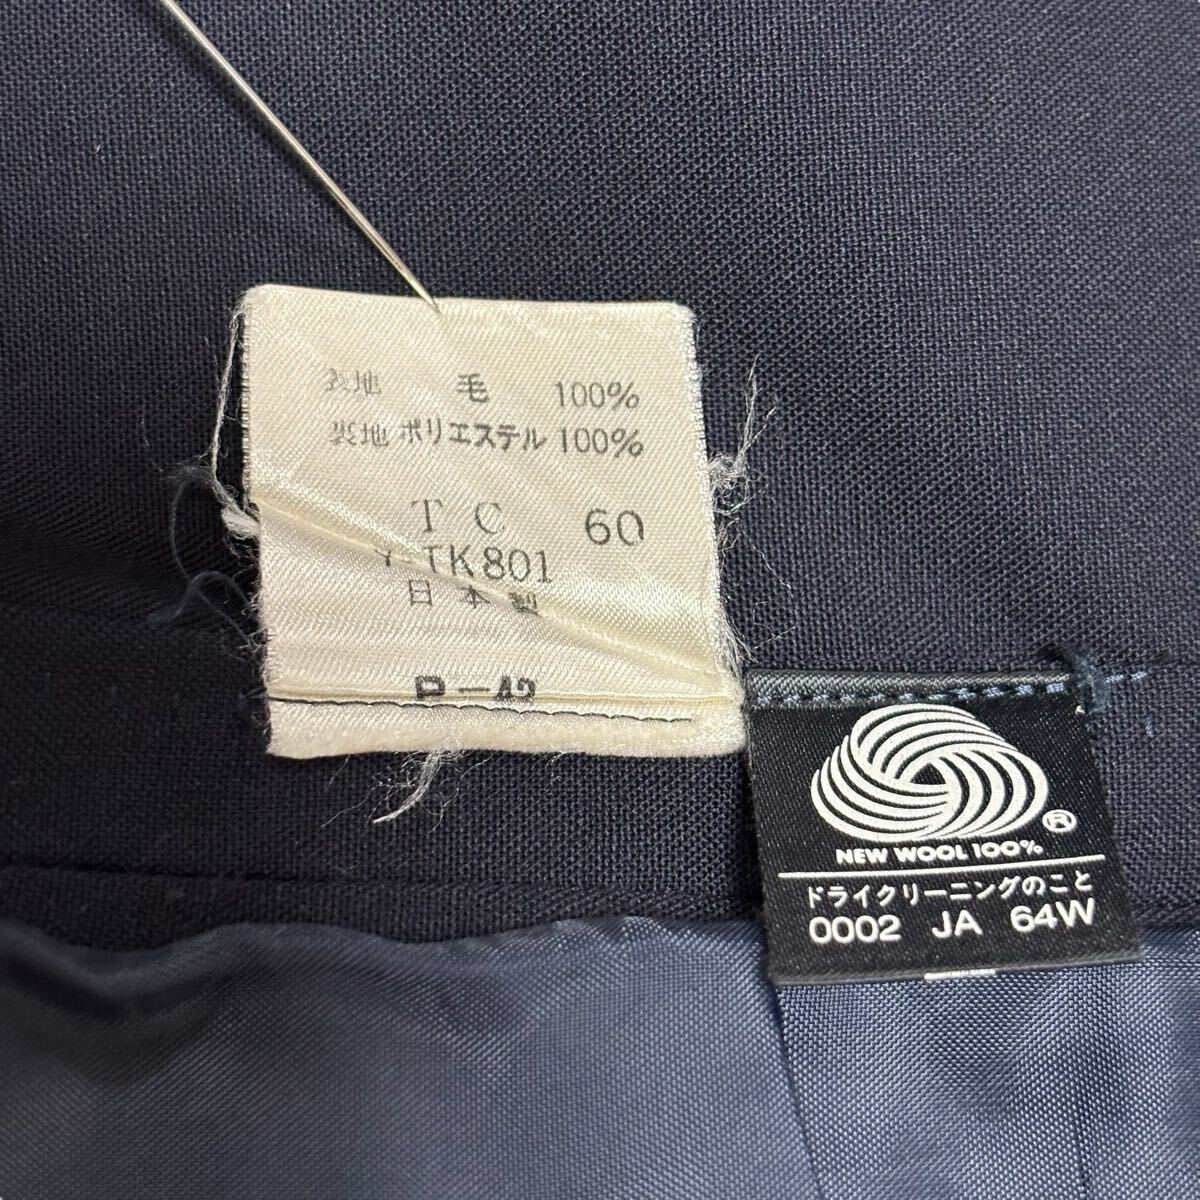 表地 毛 100%
裏地 ポリエステル 100%
T C 60
TK801
日本製
NEW WOOL 100%
ドライクリーニングのこと
0002 JA 64W